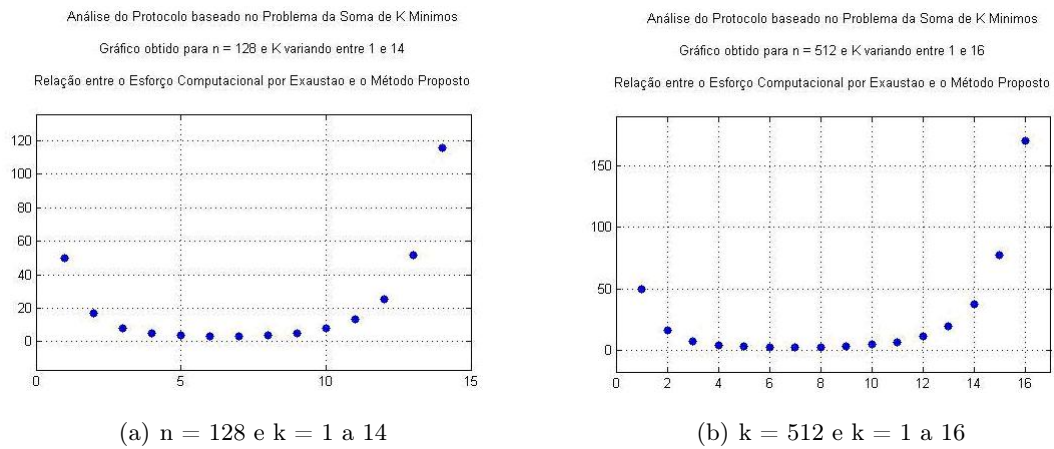 Análise do Protocolo baseado no Problema da Soma de K Minimos
Gráfico obtido para n = 128 e K variando entre 1 e 14
Relação entre o Esforço Computacional por Exaustao e o Método Proposto
120
100
80
60
40
20
0
0 5 10 15
(a) n = 128 e k = 1 a 14
Análise do Protocolo baseado no Problema da Soma de K Minimos
Gráfico obtido para n = 512 e K variando entre 1 e 16
Relação entre o Esforço Computacional por Exaustao e o Método Proposto
150
100
50
0
0 2 4 6 8 10 12 14 16
(b) k = 512 e k = 1 a 16